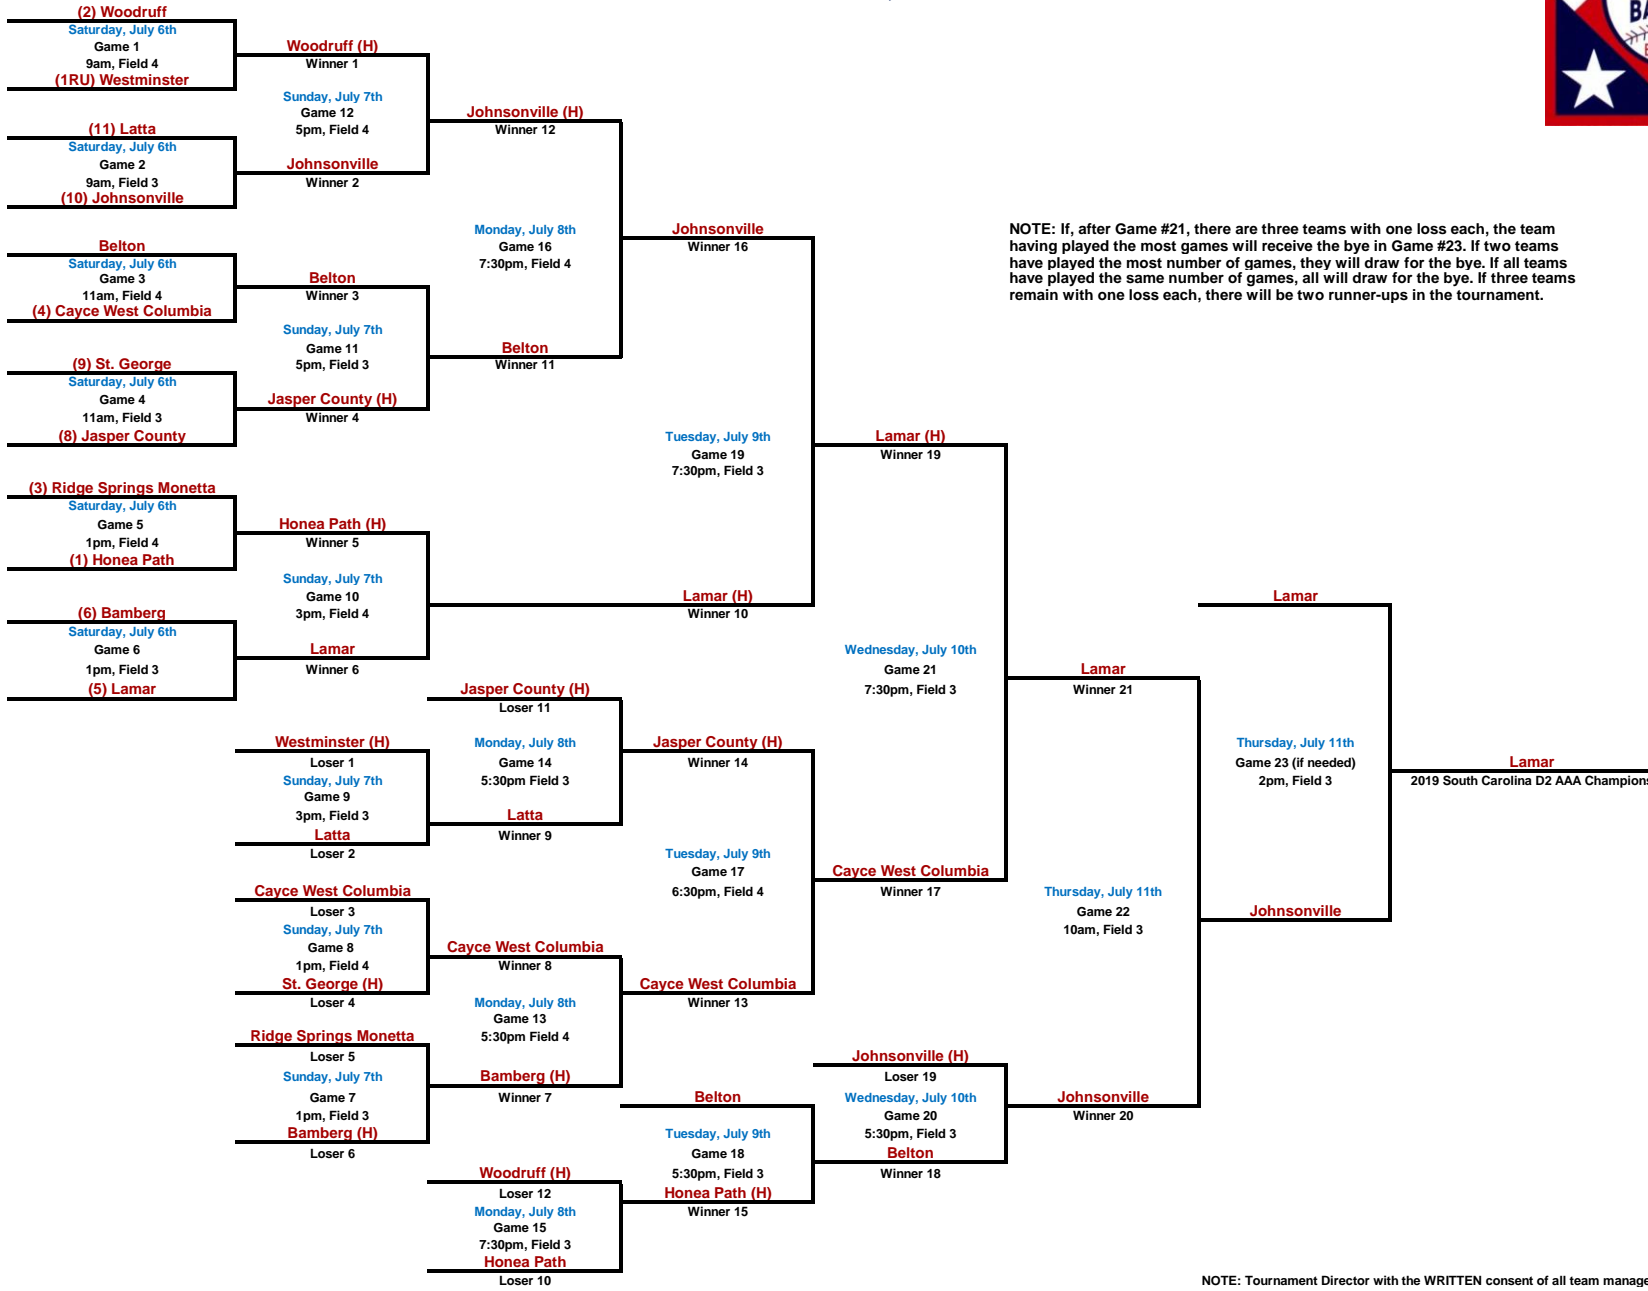 (2) Woodruff
Saturday, July 6th
Game 1
9am, Field 4
(1RU) Westminster
(11) Latta
Saturday, July 6th
Game 2
9am, Field 3
(10) Johnsonville
Belton
Saturday, July 6th
Game 3
11am, Field 4
(4) Cayce West Columbia
(9) St. George
Saturday, July 6th
Game 4
11am, Field 3
(8) Jasper County
(3) Ridge Springs Monetta
Saturday, July 6th
Game 5
1pm, Field 4
(1) Honea Path
(6) Bamberg
Saturday, July 6th
Game 6
1pm, Field 3
(5) Lamar
Woodruff (H)
Winner 1
Sunday, July 7th
Game 12
5pm, Field 4
Johnsonville
Winner 2
Belton
Winner 3
Sunday, July 7th
Game 11
5pm, Field 3
Jasper County (H)
Winner 4
Honea Path (H)
Winner 5
Sunday, July 7th
Game 10
3pm, Field 4
Lamar
Winner 6
Westminster (H)
Loser 1
Sunday, July 7th
Game 9
3pm, Field 3
Latta
Loser 2
Cayce West Columbia
Loser 3
Sunday, July 7th
Game 8
1pm, Field 4
St. George (H)
Loser 4
Ridge Springs Monetta
Loser 5
Sunday, July 7th
Game 7
1pm, Field 3
Bamberg (H)
Loser 6
Johnsonville (H)
Winner 12
Monday, July 8th
Game 16
7:30pm, Field 4
Belton
Winner 11
Jasper County (H)
Loser 11
Monday, July 8th
Game 14
5:30pm Field 3
Latta
Winner 9
Cayce West Columbia
Winner 8
Monday, July 8th
Game 13
5:30pm Field 4
Bamberg (H)
Winner 7
Woodruff (H)
Loser 12
Monday, July 8th
Game 15
7:30pm, Field 3
Honea Path
Loser 10
Johnsonville
Winner 16
Tuesday, July 9th
Game 19
7:30pm, Field 3
Lamar (H)
Winner 10
Jasper County (H)
Winner 14
Tuesday, July 9th
Game 17
6:30pm, Field 4
Cayce West Columbia
Winner 13
Belton
Tuesday, July 9th
Game 18
5:30pm, Field 3
Honea Path (H)
Winner 15
Lamar (H)
Winner 19
Wednesday, July 10th
Game 21
7:30pm, Field 3
Cayce West Columbia
Winner 17
Johnsonville (H)
Loser 19
Wednesday, July 10th
Game 20
5:30pm, Field 3
Belton
Winner 18
Lamar
Winner 21
Thursday, July 11th
Game 22
10am, Field 3
Johnsonville
Winner 20
Lamar
Thursday, July 11th
Game 23 (if needed)
2pm, Field 3
Johnsonville
Lamar
2019 South Carolina D2 AAA Champions
BA
NOTE: If, after Game #21, there are three teams with one loss each, the team
having played the most games will receive the bye in Game #23. If two teams
have played the most number of games, they will draw for the bye. If all teams
have played the same number of games, all will draw for the bye. If three teams
remain with one loss each, there will be two runner-ups in the tournament.
NOTE: Tournament Director with the WRITTEN consent of all team manage